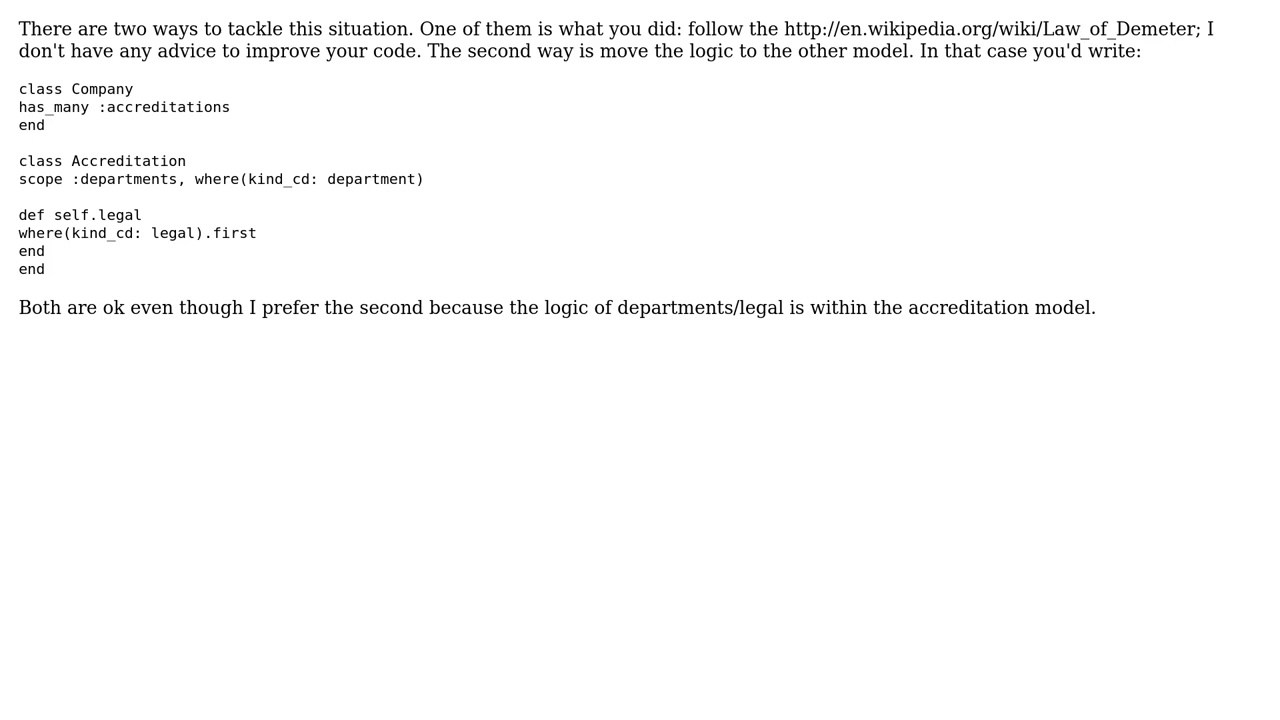 There are two ways to tackle this situation. One of them is what you did: follow the http://en.wikipedia.org/wiki/Law_of_Demeter; I
don't have any advice to improve your code. The second way is move the logic to the other model. In that case you'd write:
class Company
has_many :accreditations
end
class Accreditation
scope :departments, where(kind_cd: department)
def self.legal
where(kind_cd: legal).first
end
end
Both are ok even though I prefer the second because the logic of departments/legal is within the accreditation model.